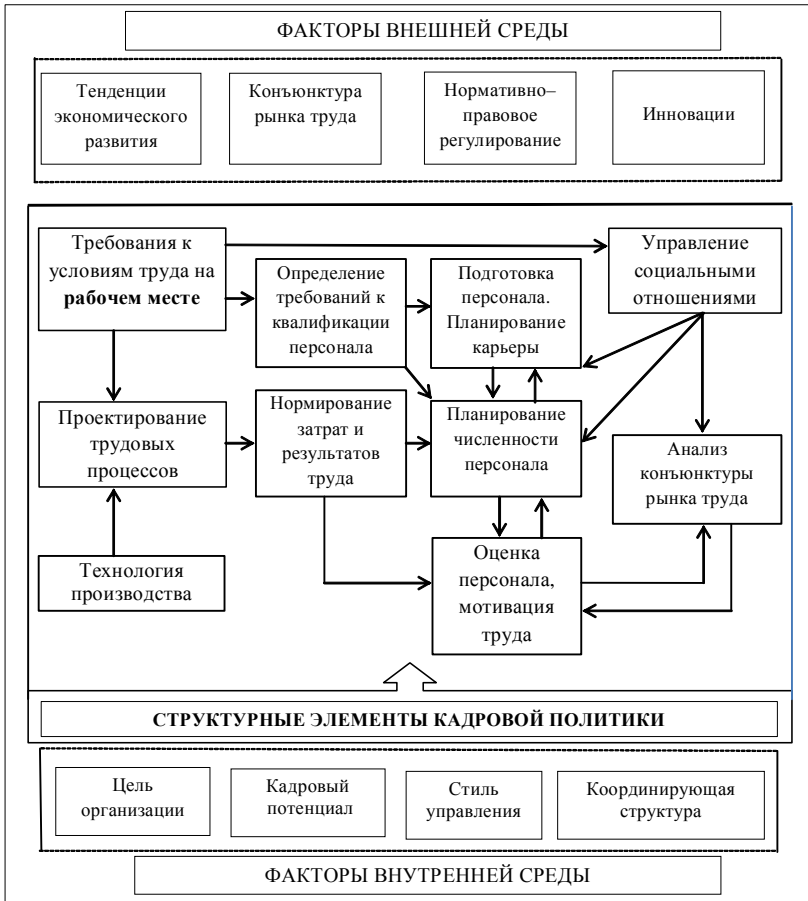 ФАКТОРЫ ВНЕШНЕЙ СРЕДЫ
Тенденции
экономического
развития
Конъюнктура
рынка труда
Нормативно–
правовое
регулирование
Инновации
Требования к
условиям труда на
рабочем месте
Определение
требований к
квалификации
персонала
Подготовка
персонала.
Планирование
карьеры
Управление
социальными
отношениями
Проектирование
трудовых
процессов
Нормирование
затрат и
результатов
труда
Планирование
численности
персонала
Анализ
конъюнктуры
рынка труда
Технология
производства
Оценка
персонала,
мотивация
труда
СТРУКТУРНЫЕ ЭЛЕМЕНТЫ КАДРОВОЙ ПОЛИТИКИ
Цель
организации
Кадровый
потенциал
Стиль
управления
Координирующая
структура
ФАКТОРЫ ВНУТРЕННЕЙ СРЕДЫ